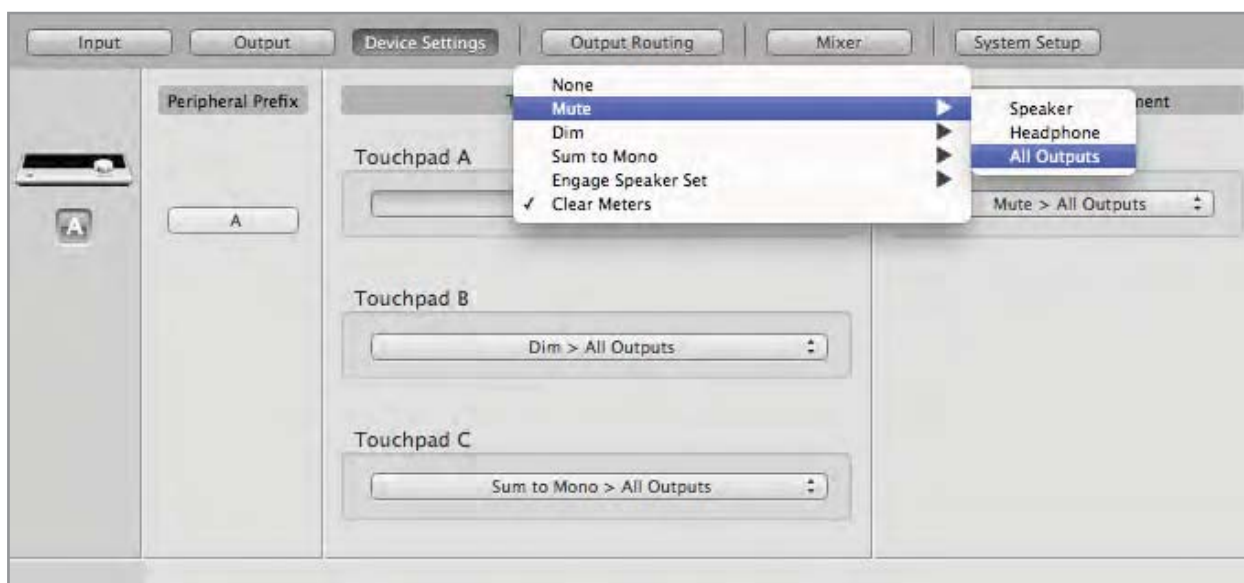 Input
Output
Device Settings
Output Routing
Mixer
System Setup
Peripheral Prefix
None
Mute
Dim
Sum to Mono
Engage Speaker Set
✓ Clear Meters
Speaker
Headphone
All Outputs
A
A
Touchpad A
Mute > All Outputs
Touchpad B
Dim > All Outputs
Touchpad C
Sum to Mono > All Outputs